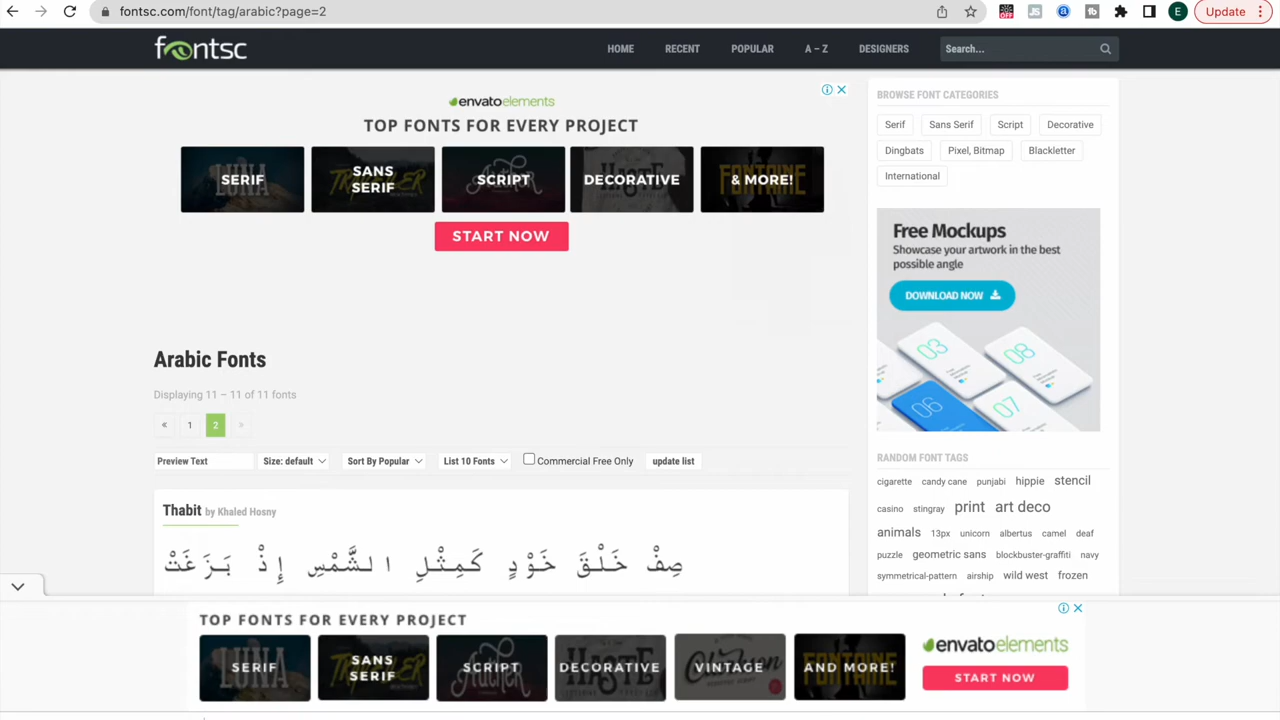 fontsc.com/font/tag/arabic?page=2
OFF JS a E Update
fontsc HOME RECENT POPULAR A – Z DESIGNERS Search...
envatoelements
TOP FONTS FOR EVERY PROJECT
SERIF SANS SERIF SCRIPT DECORATIVE & MORE!
START NOW
BROWSE FONT CATEGORIES
Serif Sans Serif Script Decorative
Dingbats Pixel, Bitmap Blackletter
International
Free Mockups
Showcase your artwork in the best
possible angle
DOWNLOAD NOW
03 08
06 07
Arabic Fonts
Displaying 11 – 11 of 11 fonts
« 1 2 »
Preview Text Size: default Sort By Popular List 10 Fonts Commercial Free Only update list
Thabit by Khaled Hosny
صِفْ خَلْقَ خَوْدٍ كَمِثْلِ الشَّمْسِ إِذْ بَزَغَتْ
RANDOM FONT TAGS
cigarette candy cane punjabi hippie stencil
casino stingray print art deco
animals 13px unicorn albertus camel deaf
puzzle geometric sans blockbuster-graffiti navy
symmetrical-pattern airship wild west frozen
TOP FONTS FOR EVERY PROJECT
SERIF SANS SERIF SCRIPT DECORATIVE VINTAGE AND MORE!
envatoelements
START NOW